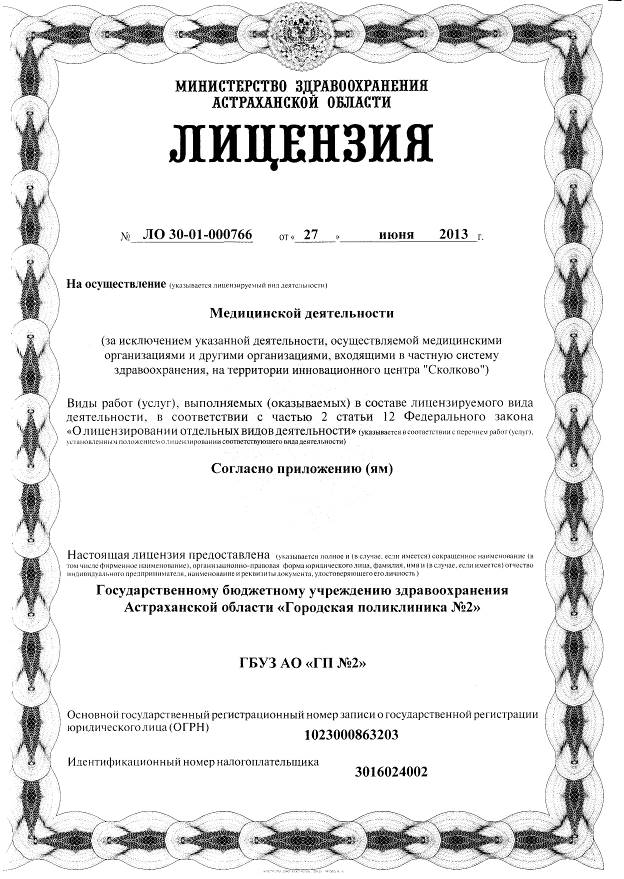 МИНИСТЕРСТВО ЗДРАВООХРАНЕНИЯ
АСТРАХАНСКОЙ ОБЛАСТИ
ЛИЦЕНЗИЯ
№ ЛО 30-01-000766 от « 27 » июня 2013 г.
На осуществление (указывается лицензируемый вид деятельности)
Медицинской деятельности
(за исключением указанной деятельности, осуществляемой медицинскими
организациями и другими организациями, входящими в частную систему
здравоохранения, на территории инновационного центра "Сколково")
Виды работ (услуг), выполняемых (оказываемых) в составе лицензируемого вида
деятельности, в соответствии с частью 2 статьи 12 Федерального закона
«О лицензировании отдельных видов деятельности» (указывается в соответствии с перечнем работ (услуг),
установленным положением о лицензировании соответствующего вида деятельности)
Согласно приложению (ям)
Настоящая лицензия предоставлена (указывается полное и (в случае, если имеется) сокращенное наименование (в
том числе фирменное наименование), организационно-правовая форма юридического лица, фамилия, имя и (в случае, если имеется) отчество
индивидуального предпринимателя, наименование и реквизиты документа, удостоверяющего его личность)
Государственному бюджетному учреждению здравоохранения
Астраханской области «Городская поликлиника №2»
ГБУЗ АО «ГП №2»
Основной государственный регистрационный номер записи о государственной регистрации
юридического лица (ОГРН) 1023000863203
Идентификационный номер налогоплательщика 3016024002